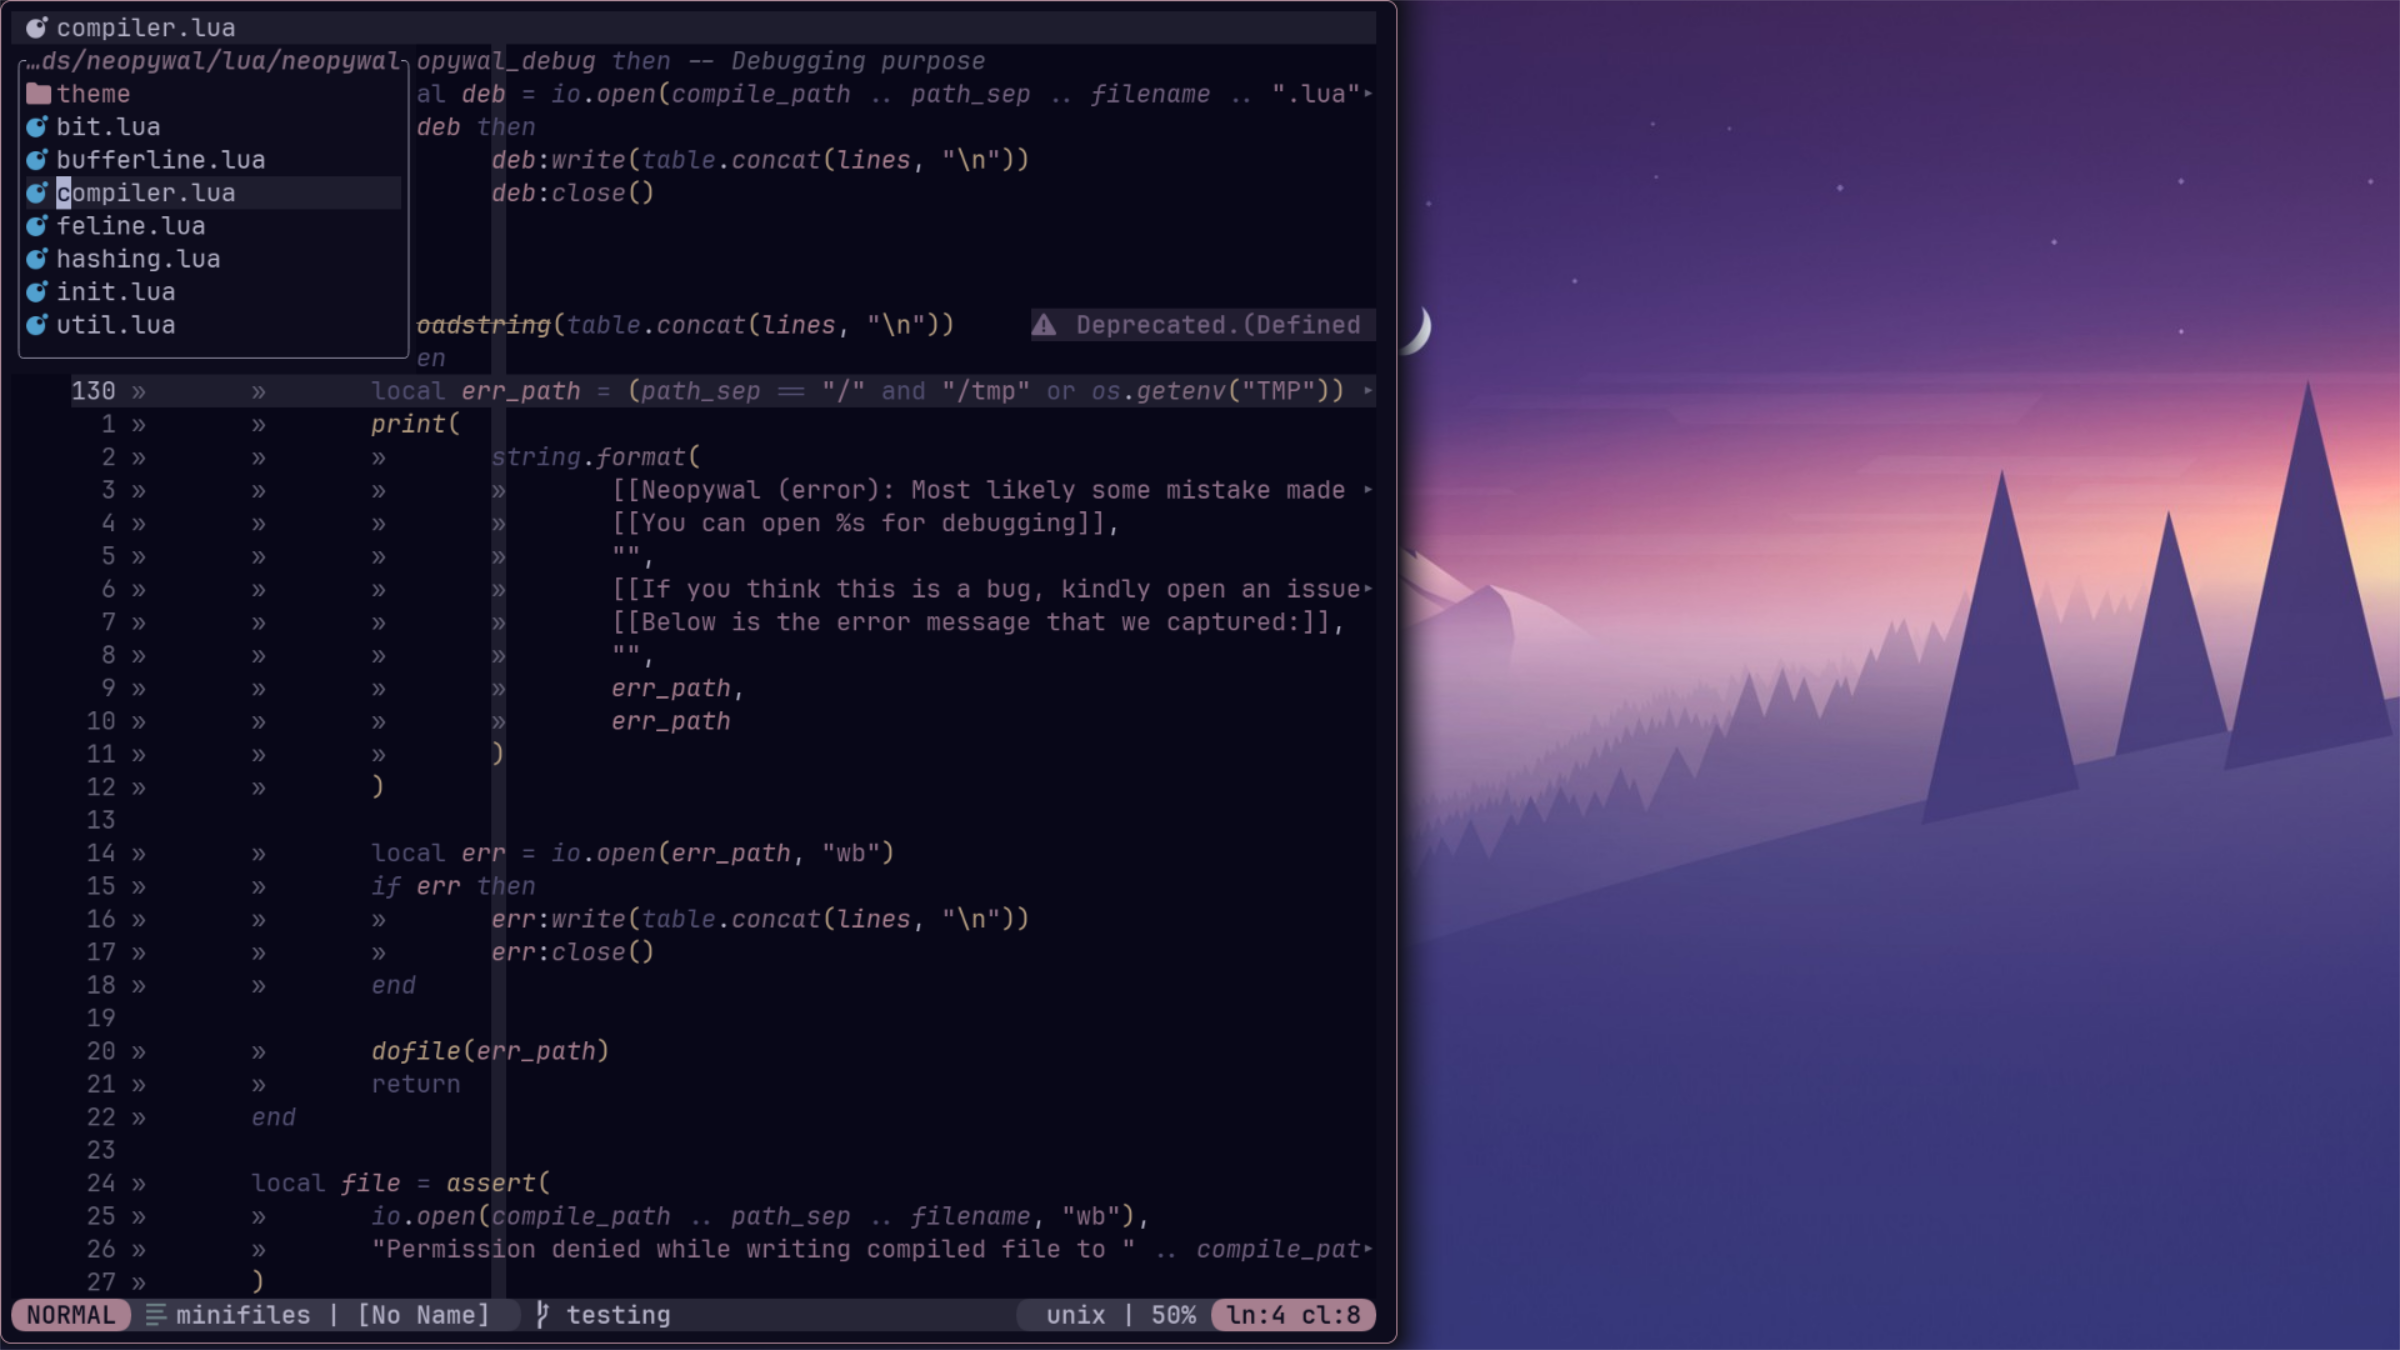 compiler.lua
…ds/neopywal/lua/neopywal opywal_debug then -- Debugging purpose
theme al deb = io.open(compile_path .. path_sep .. filename .. ".lua"▸
bit.lua deb then
bufferline.lua deb:write(table.concat(lines, "\n"))
compiler.lua deb:close()
feline.lua
hashing.lua
init.lua
util.lua oadstring(table.concat(lines, "\n")) Deprecated.(Defined
en
130 » » local err_path = (path_sep == "/" and "/tmp" or os.getenv("TMP")) ▸
1 » » print(
2 » » » string.format(
3 » » » » [[Neopywal (error): Most likely some mistake made ▸
4 » » » » [[You can open %s for debugging]],
5 » » » » "",
6 » » » » [[If you think this is a bug, kindly open an issue▸
7 » » » » [[Below is the error message that we captured:]],
8 » » » » "",
9 » » » » err_path,
10 » » » » err_path
11 » » » )
12 » » )
13
14 » » local err = io.open(err_path, "wb")
15 » » if err then
16 » » » err:write(table.concat(lines, "\n"))
17 » » » err:close()
18 » » end
19
20 » » dofile(err_path)
21 » » return
22 » end
23
24 » local file = assert(
25 » » io.open(compile_path .. path_sep .. filename, "wb"),
26 » » "Permission denied while writing compiled file to " .. compile_pat▸
27 » )
NORMAL minifiles | [No Name] testing unix | 50% ln:4 cl:8